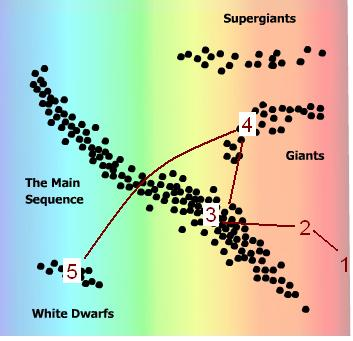 Supergiants
4
Giants
The Main
Sequence
3
2
1
5
White Dwarfs